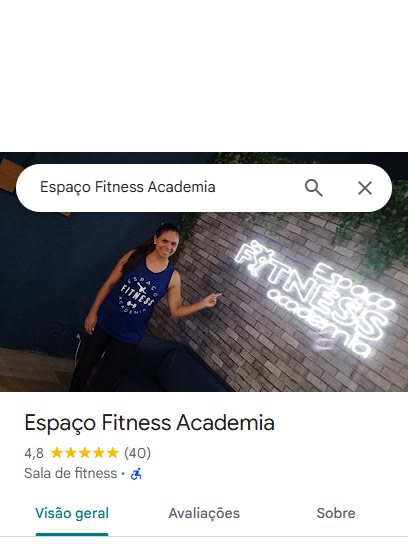 Espaço Fitness Academia
Espaço
FITNESS
academia
ESPAÇO
FITNESS
ACADEMIA
Espaço Fitness Academia
4,8 ★★★★★ (40)
Sala de fitness ·
Visão geral Avaliações Sobre